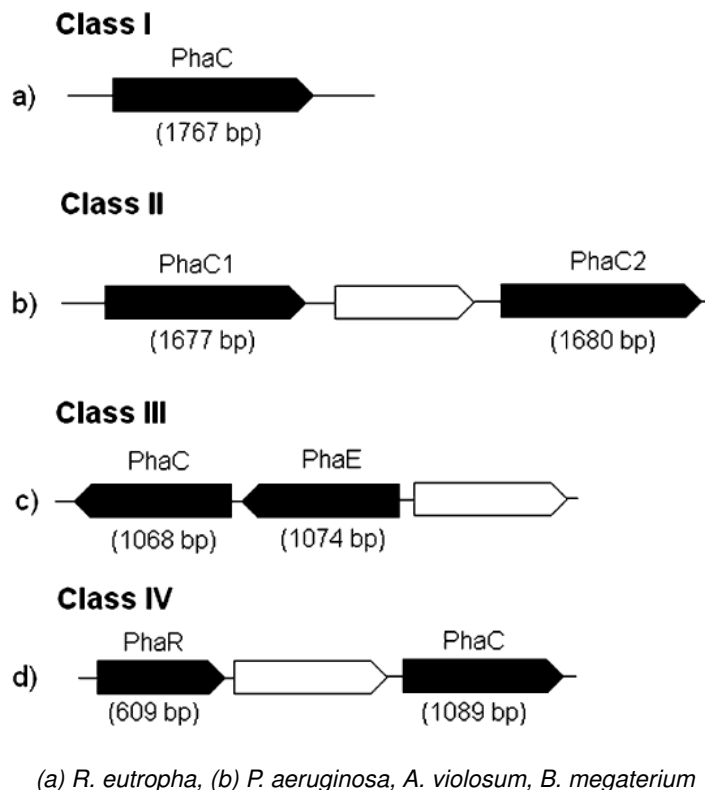 Class I
PhaC
a)
(1767 bp)
Class II
PhaC1 PhaC2
b)
(1677 bp) (1680 bp)
Class III
PhaC PhaE
c)
(1068 bp) (1074 bp)
Class IV
PhaR PhaC
d)
(609 bp) (1089 bp)
(a) R. eutropha, (b) P. aeruginosa, A. violosum, B. megaterium